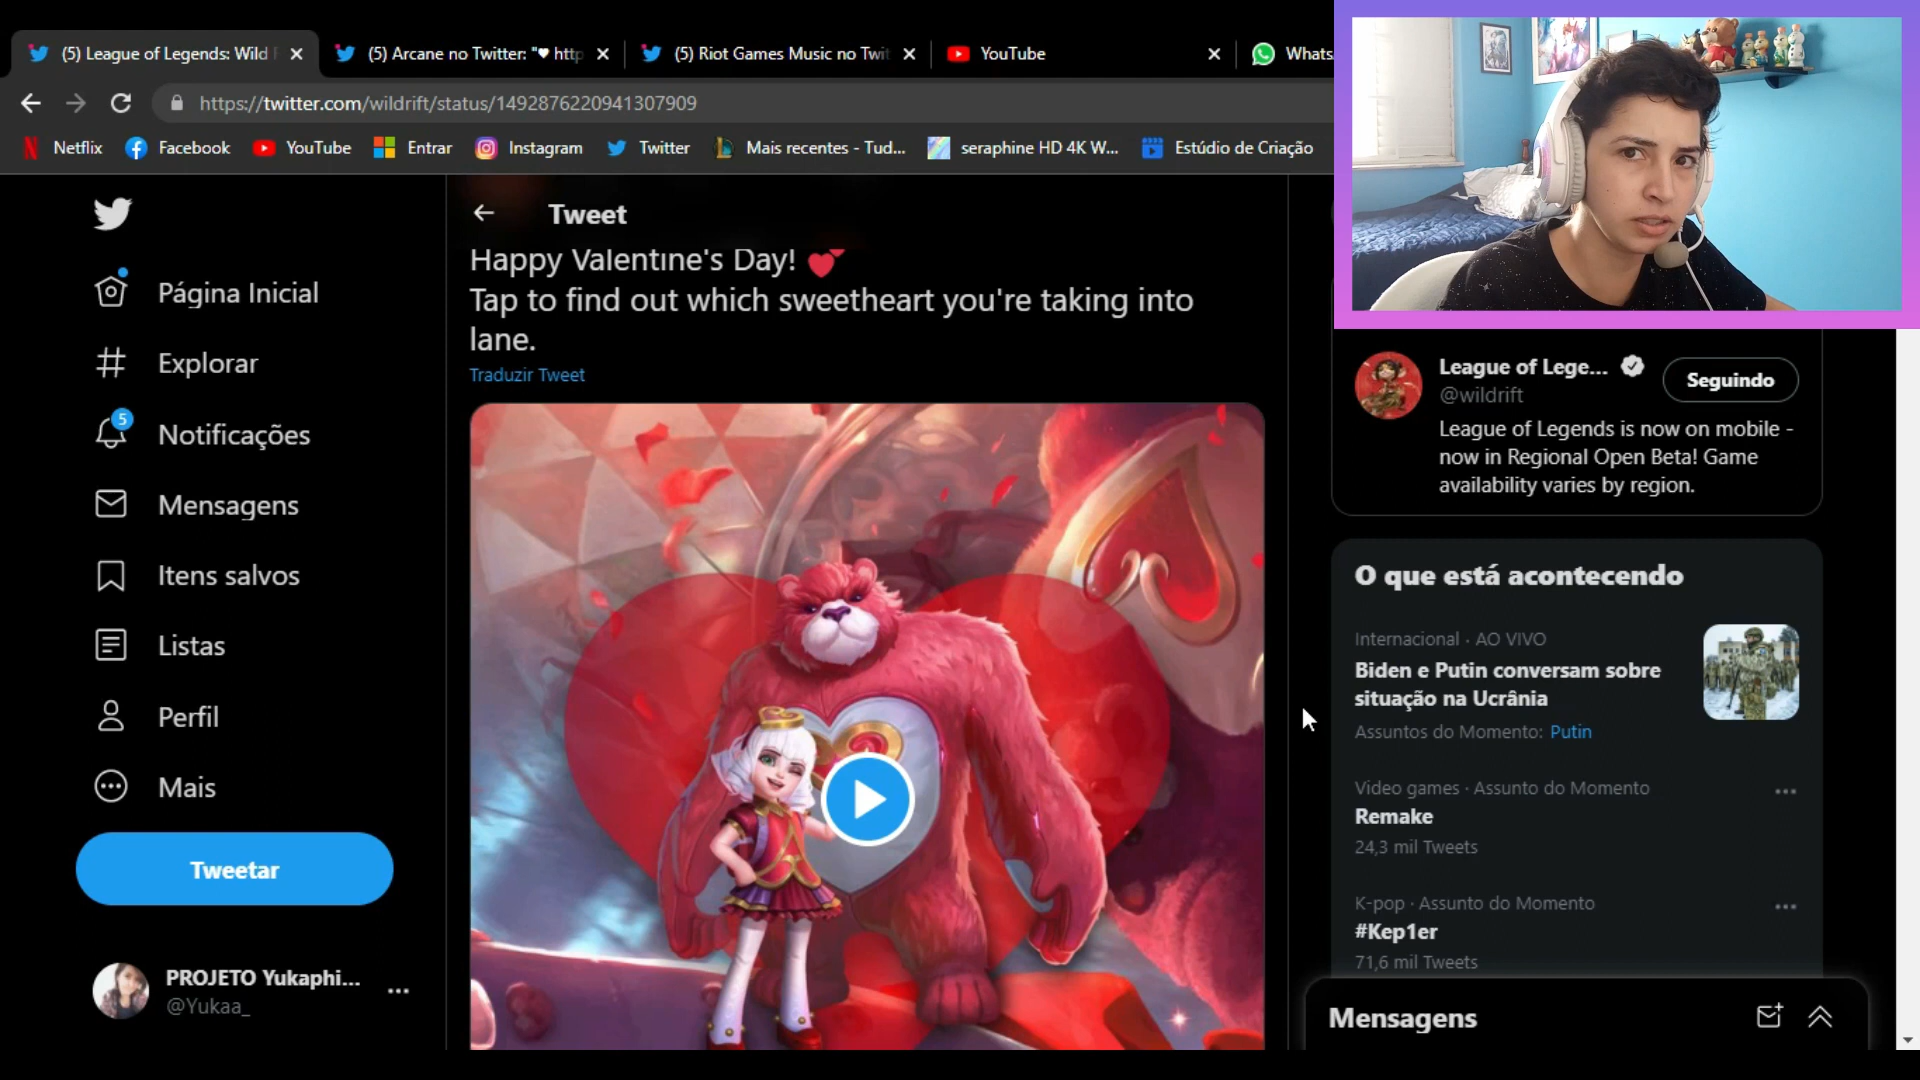 (5) League of Legends: Wild
(5) Arcane no Twitter: "♥ http
(5) Riot Games Music no Twit
YouTube
Whats
https://twitter.com/wildrift/status/1492876220941307909
Netflix
Facebook
YouTube
Entrar
Instagram
Twitter
Mais recentes - Tud...
seraphine HD 4K W...
Estúdio de Criação
Página Inicial
Explorar
5
Notificações
Mensagens
Itens salvos
Listas
Perfil
Mais
Tweetar
PROJETO Yukaphi...
@Yukaa_
Tweet
Happy Valentine's Day! 💕
Tap to find out which sweetheart you're taking into
lane.
Traduzir Tweet
League of Lege...
@wildrift
Seguindo
League of Legends is now on mobile -
now in Regional Open Beta! Game
availability varies by region.
O que está acontecendo
Internacional · AO VIVO
Biden e Putin conversam sobre
situação na Ucrânia
Assuntos do Momento: Putin
Video games · Assunto do Momento
Remake
24,3 mil Tweets
K-pop · Assunto do Momento
#Kep1er
71,6 mil Tweets
Mensagens